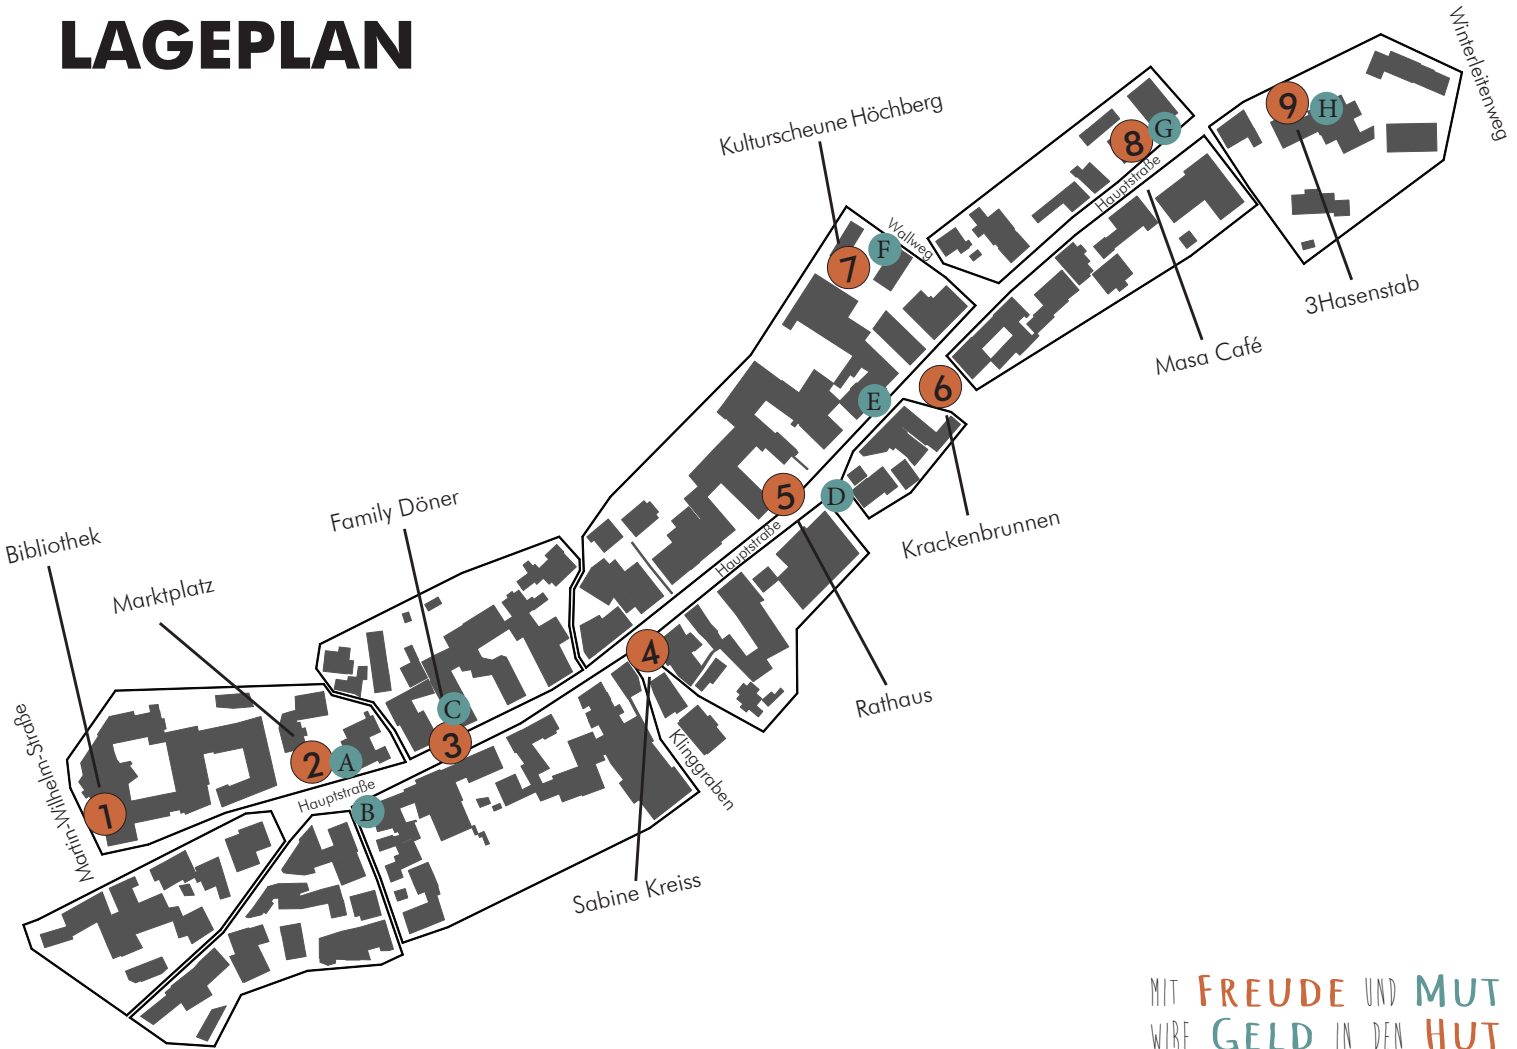 LAGEPLAN
Winterleitenweg
9
H
Kulturscheune Höchberg
8
G
Hauptstraße
Wallweg
7
F
3Hasenstab
Masa Café
6
E
Family Döner
5
D
Krackenbrunnen
Bibliothek
Hauptstraße
Marktplatz
4
Rathaus
C
3
Martin-Wilhelm-Straße
2
A
Klinggraben
Hauptstraße
1
B
Sabine Kreiss
MIT FREUDE UND MUT
WIRF GELD IN DEN HUT